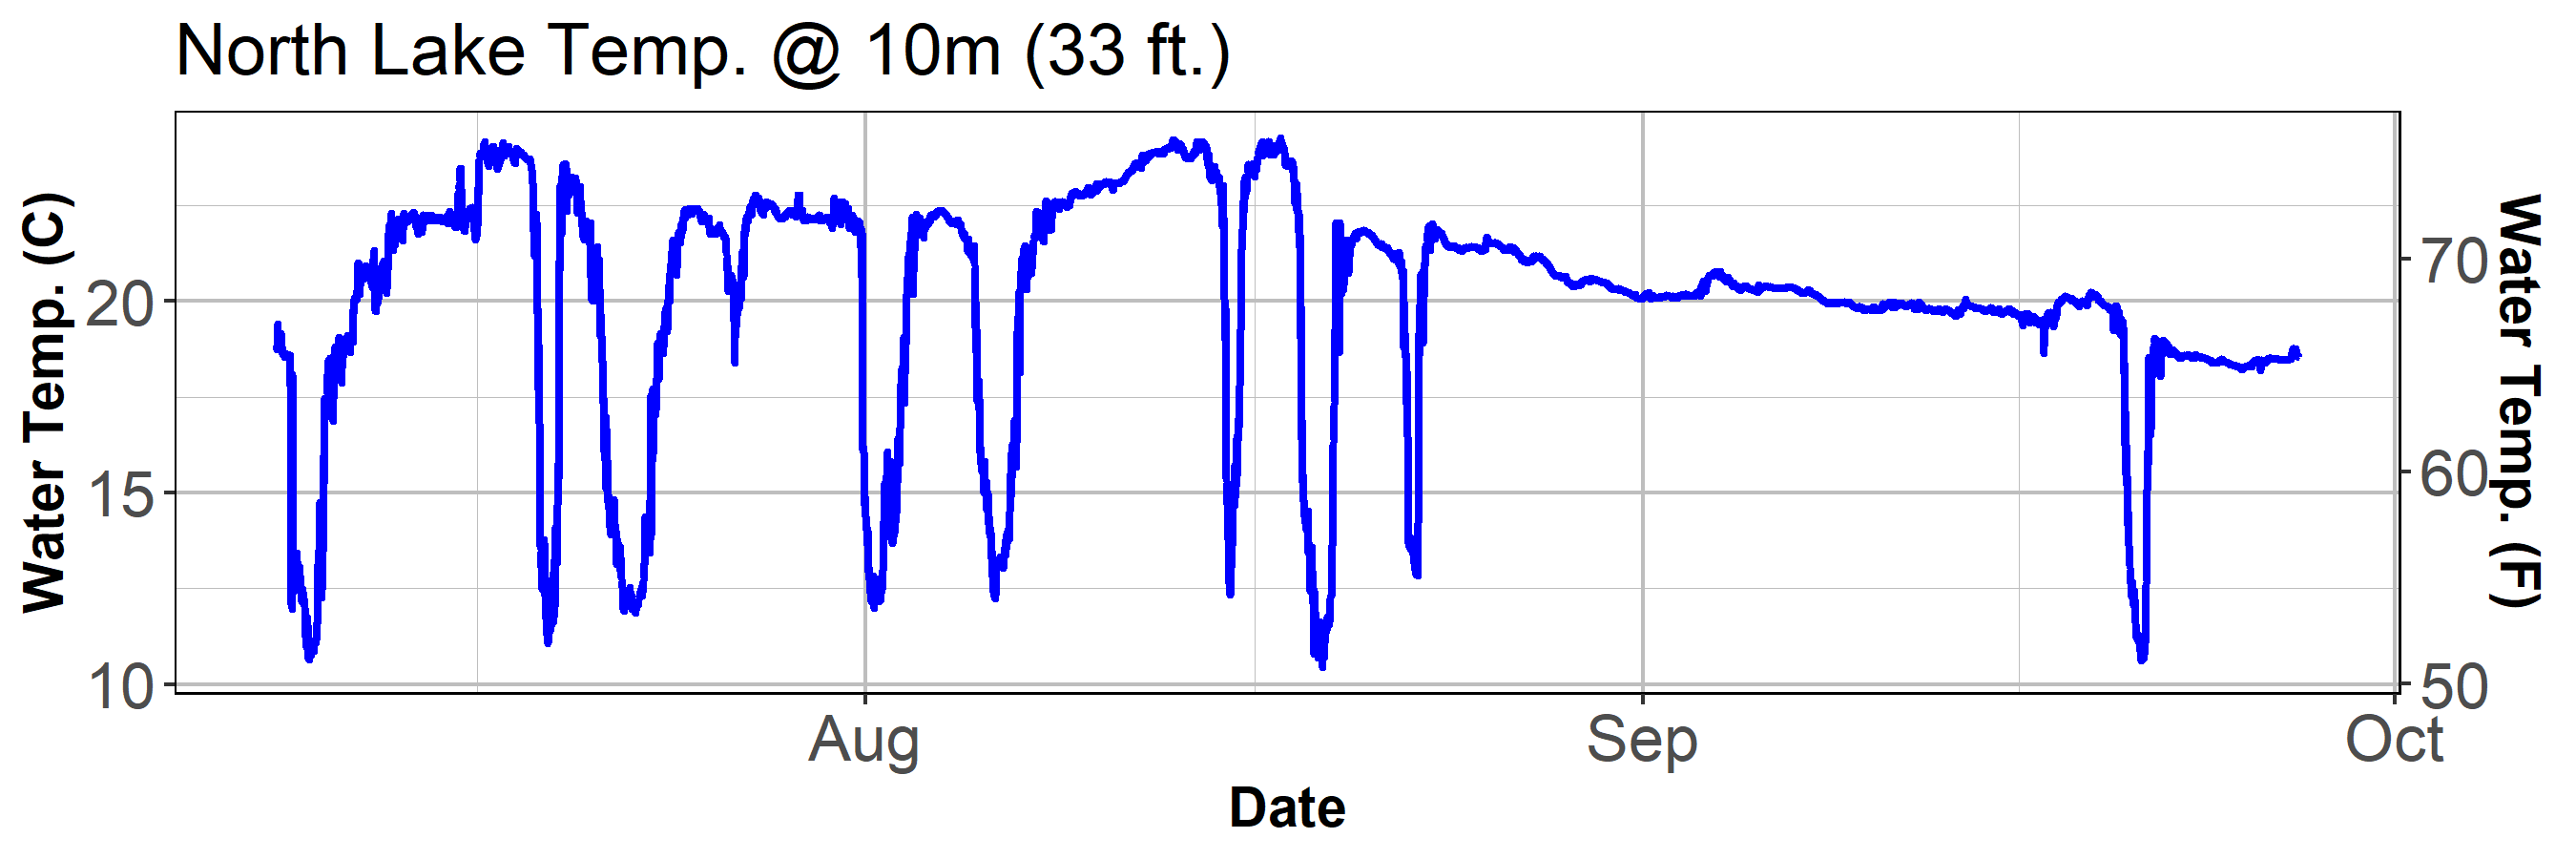 North Lake Temp. @ 10m (33 ft.)
Water Temp. (C)
20
15
10
70
60
50
Water Temp. (F)
Aug
Sep
Oct
Date